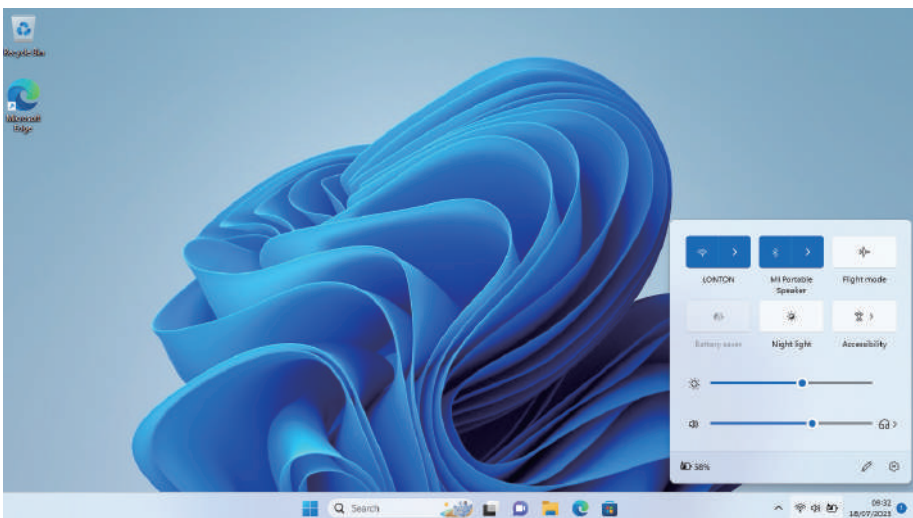 Recycle Bin
Microsoft
Edge
LONTON
MI Portable
Speaker
Flight mode
Battery saver
Night light
Accessibility
58%
Search
09:32
18/07/2023